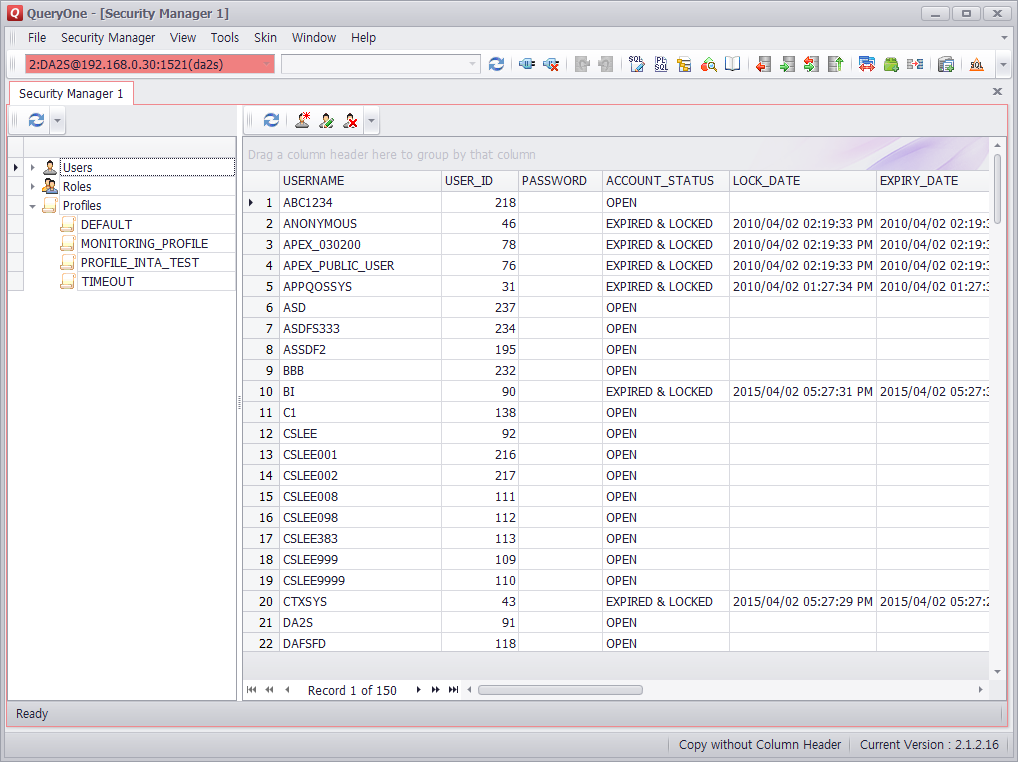 QueryOne - [Security Manager 1]
File Security Manager View Tools Skin Window Help
2:DA2S@192.168.0.30:1521(da2s)
Security Manager 1
Drag a column header here to group by that column
Users
Roles
Profiles
DEFAULT
MONITORING_PROFILE
PROFILE_INTA_TEST
TIMEOUT
USERNAME USER_ID PASSWORD ACCOUNT_STATUS LOCK_DATE EXPIRY_DATE
1 ABC1234 218 OPEN
2 ANONYMOUS 46 EXPIRED & LOCKED 2010/04/02 02:19:33 PM 2010/04/02 02:19:3
3 APEX_030200 78 EXPIRED & LOCKED 2010/04/02 02:19:33 PM 2010/04/02 02:19:3
4 APEX_PUBLIC_USER 76 EXPIRED & LOCKED 2010/04/02 02:19:33 PM 2010/04/02 02:19:3
5 APPQOSSYS 31 EXPIRED & LOCKED 2010/04/02 01:27:34 PM 2010/04/02 01:27:3
6 ASD 237 OPEN
7 ASDFS333 234 OPEN
8 ASSDF2 195 OPEN
9 BBB 232 OPEN
10 BI 90 EXPIRED & LOCKED 2015/04/02 05:27:31 PM 2015/04/02 05:27:3
11 C1 138 OPEN
12 CSLEE 92 OPEN
13 CSLEE001 216 OPEN
14 CSLEE002 217 OPEN
15 CSLEE008 111 OPEN
16 CSLEE098 112 OPEN
17 CSLEE383 113 OPEN
18 CSLEE999 109 OPEN
19 CSLEE9999 110 OPEN
20 CTXSYS 43 EXPIRED & LOCKED 2015/04/02 05:27:29 PM 2015/04/02 05:27:2
21 DA2S 91 OPEN
22 DAFSFD 118 OPEN
Record 1 of 150
Ready
Copy without Column Header Current Version : 2.1.2.16